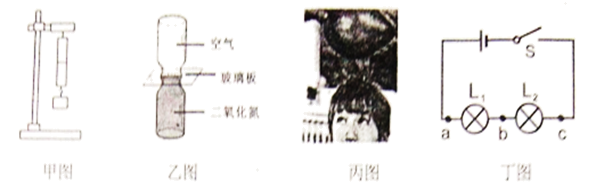 空气
玻璃板
二氧化氮
S
L₁ L₂
a b c
甲图 乙图 丙图 丁图